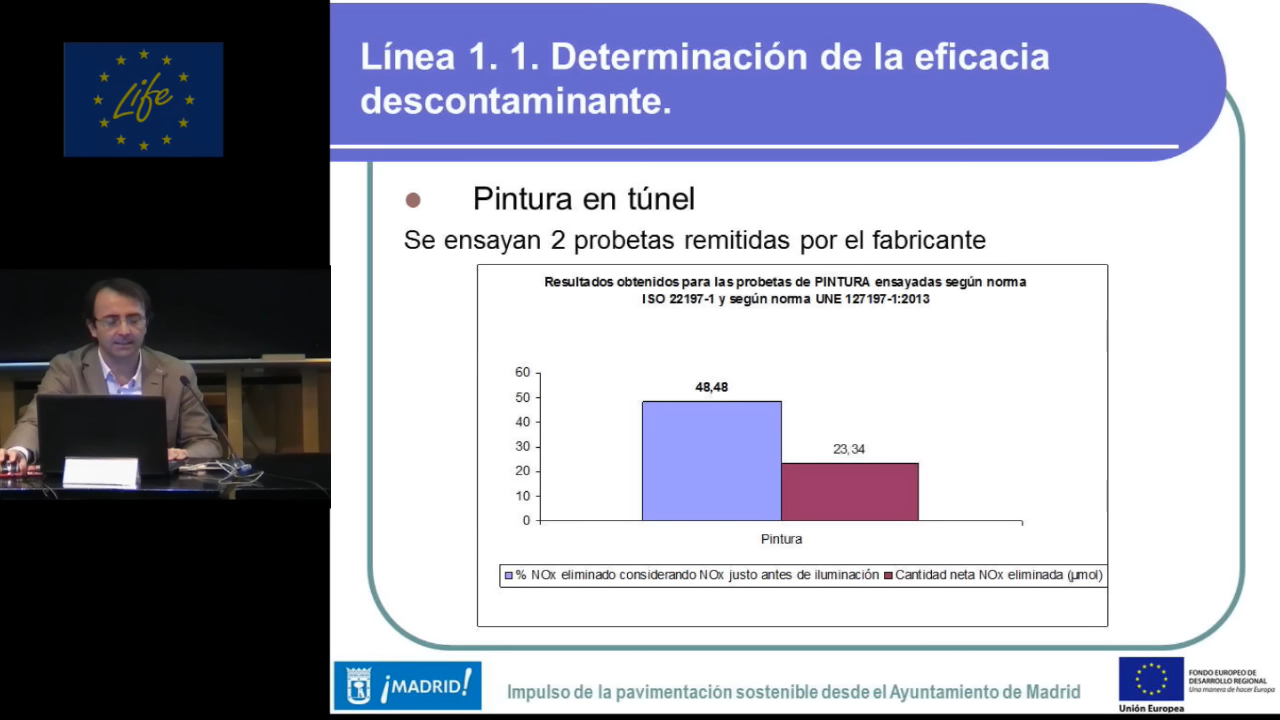 Life
Línea 1. 1. Determinación de la eficacia
descontaminante.
Pintura en túnel
Se ensayan 2 probetas remitidas por el fabricante
Resultados obtenidos para las probetas de PINTURA ensayadas según norma
ISO 22197-1 y según norma UNE 127197-1:2013
60
50
40
30
20
10
0
48,48
23,34
Pintura
% NOx eliminado considerando NOx justo antes de iluminación
Cantidad neta NOx eliminada (µmol)
¡MADRID!
Impulso de la pavimentación sostenible desde el Ayuntamiento de Madrid
Unión Europea
FONDO EUROPEO DE
DESARROLLO REGIONAL
Una manera de hacer Europa